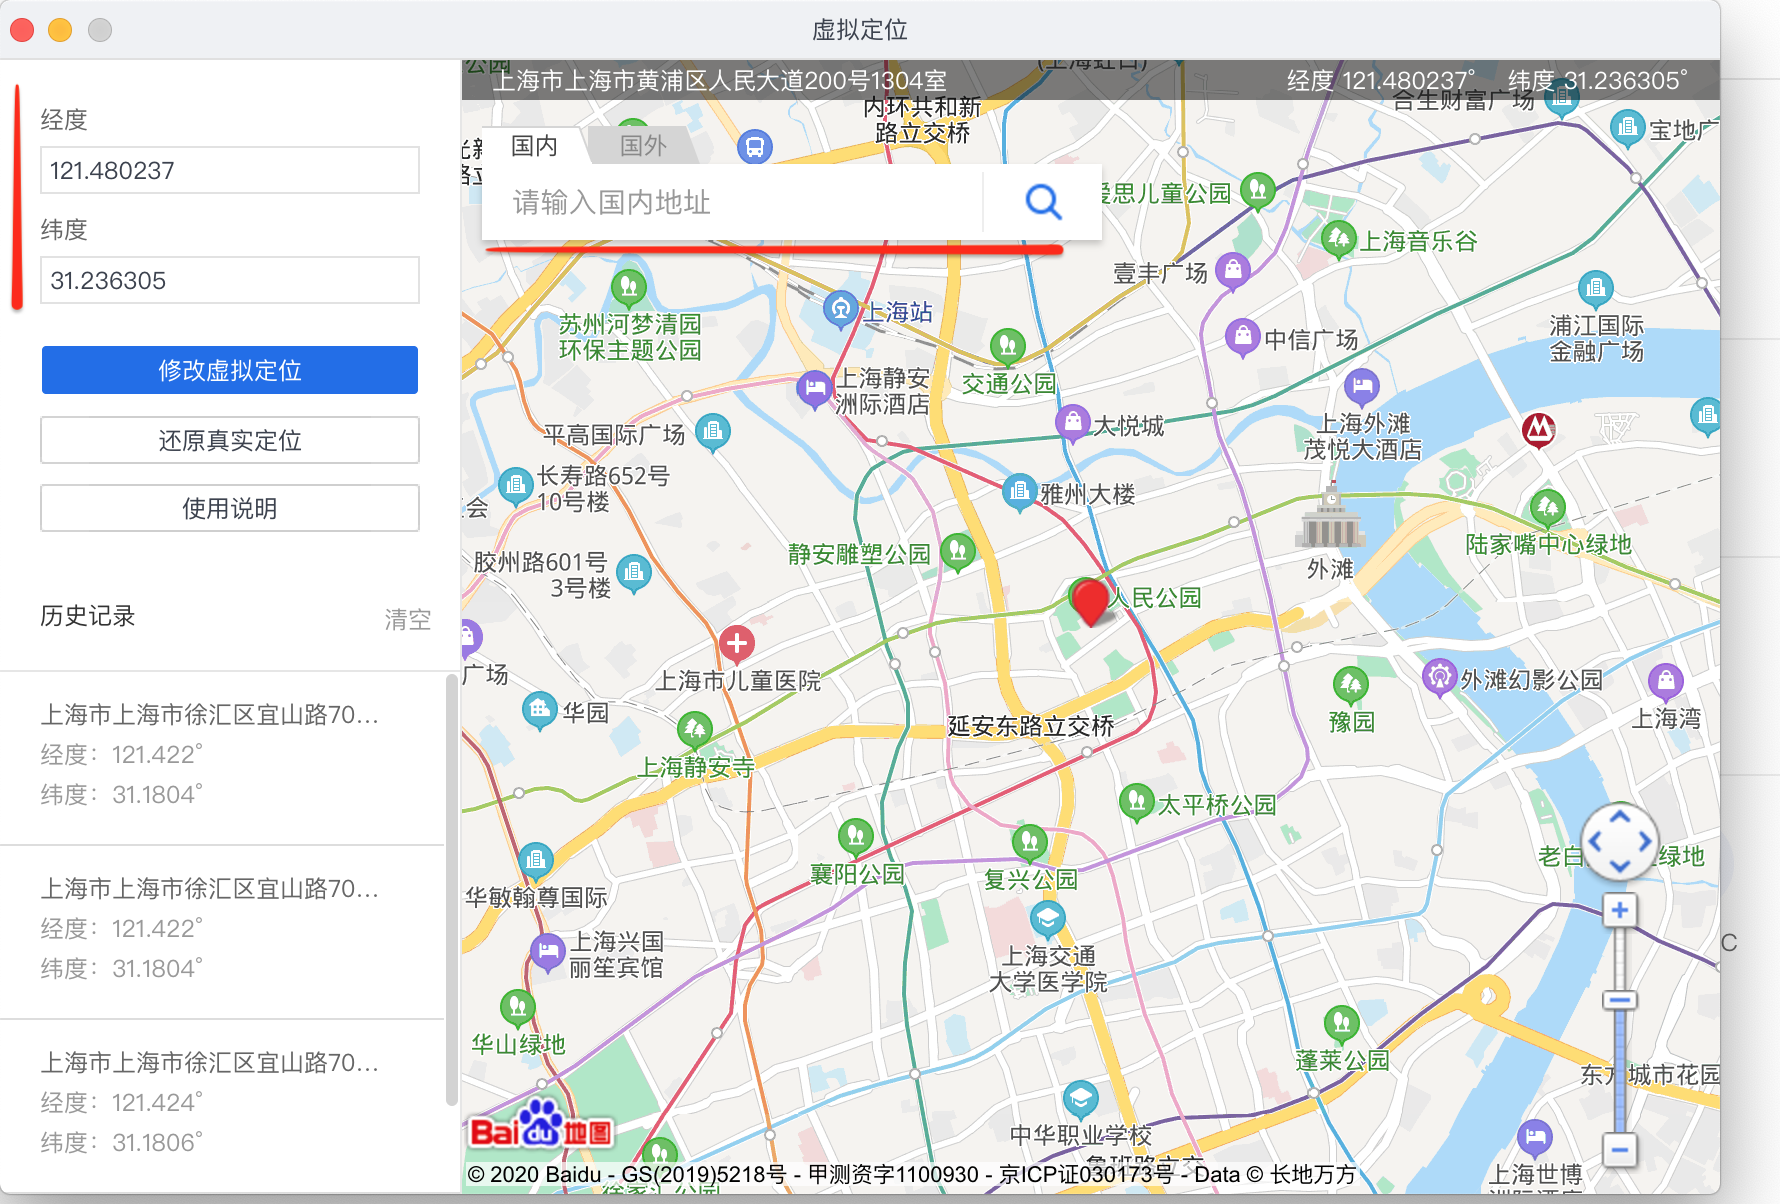 虚拟定位
经度
121.480237
纬度
31.236305
修改虚拟定位
还原真实定位
使用说明
历史记录
清空
上海市上海市徐汇区宜山路70...
经度：121.422°
纬度：31.1804°
上海市上海市徐汇区宜山路70...
经度：121.422°
纬度：31.1804°
上海市上海市徐汇区宜山路70...
经度：121.424°
纬度：31.1806°
上海市上海市黄浦区人民大道200号1304室
经度 121.480237° 纬度 31.236305°
国内
国外
请输入国内地址
内环共和新
路立交桥
合生财富广场
宝地广
爱思儿童公园
上海音乐谷
壹丰广场
苏州河梦清园
环保主题公园
上海站
中信广场
浦江国际
金融广场
交通公园
上海静安
洲际酒店
大悦城
上海外滩
茂悦大酒店
平高国际广场
长寿路652号
10号楼
雅州大楼
会
静安雕塑公园
陆家嘴中心绿地
胶州路601号
3号楼
外滩
人民公园
广场
上海市儿童医院
外滩幻影公园
华园
延安东路立交桥
豫园
上海湾
上海静安寺
太平桥公园
襄阳公园
复兴公园
老白
绿地
华敏翰尊国际
上海兴国
丽笙宾馆
上海交通
大学医学院
C
华山绿地
蓬莱公园
东方城市花园
中华职业学校
Bai du 地图
上海世博
© 2020 Baidu - GS(2019)5218号 - 甲测资字1100930 - 京ICP证030173号 - Data © 长地万方